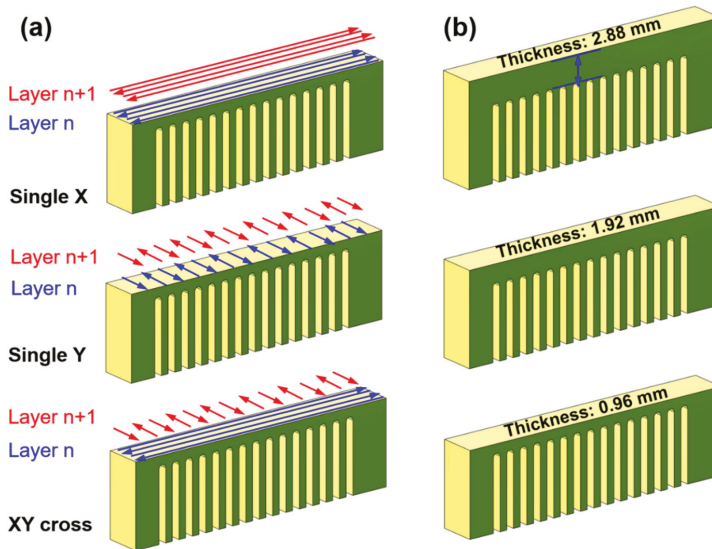 (a)
Layer n+1
Layer n
Single X
Layer n+1
Layer n
Single Y
Layer n+1
Layer n
XY cross
(b)
Thickness: 2.88 mm
Thickness: 1.92 mm
Thickness: 0.96 mm